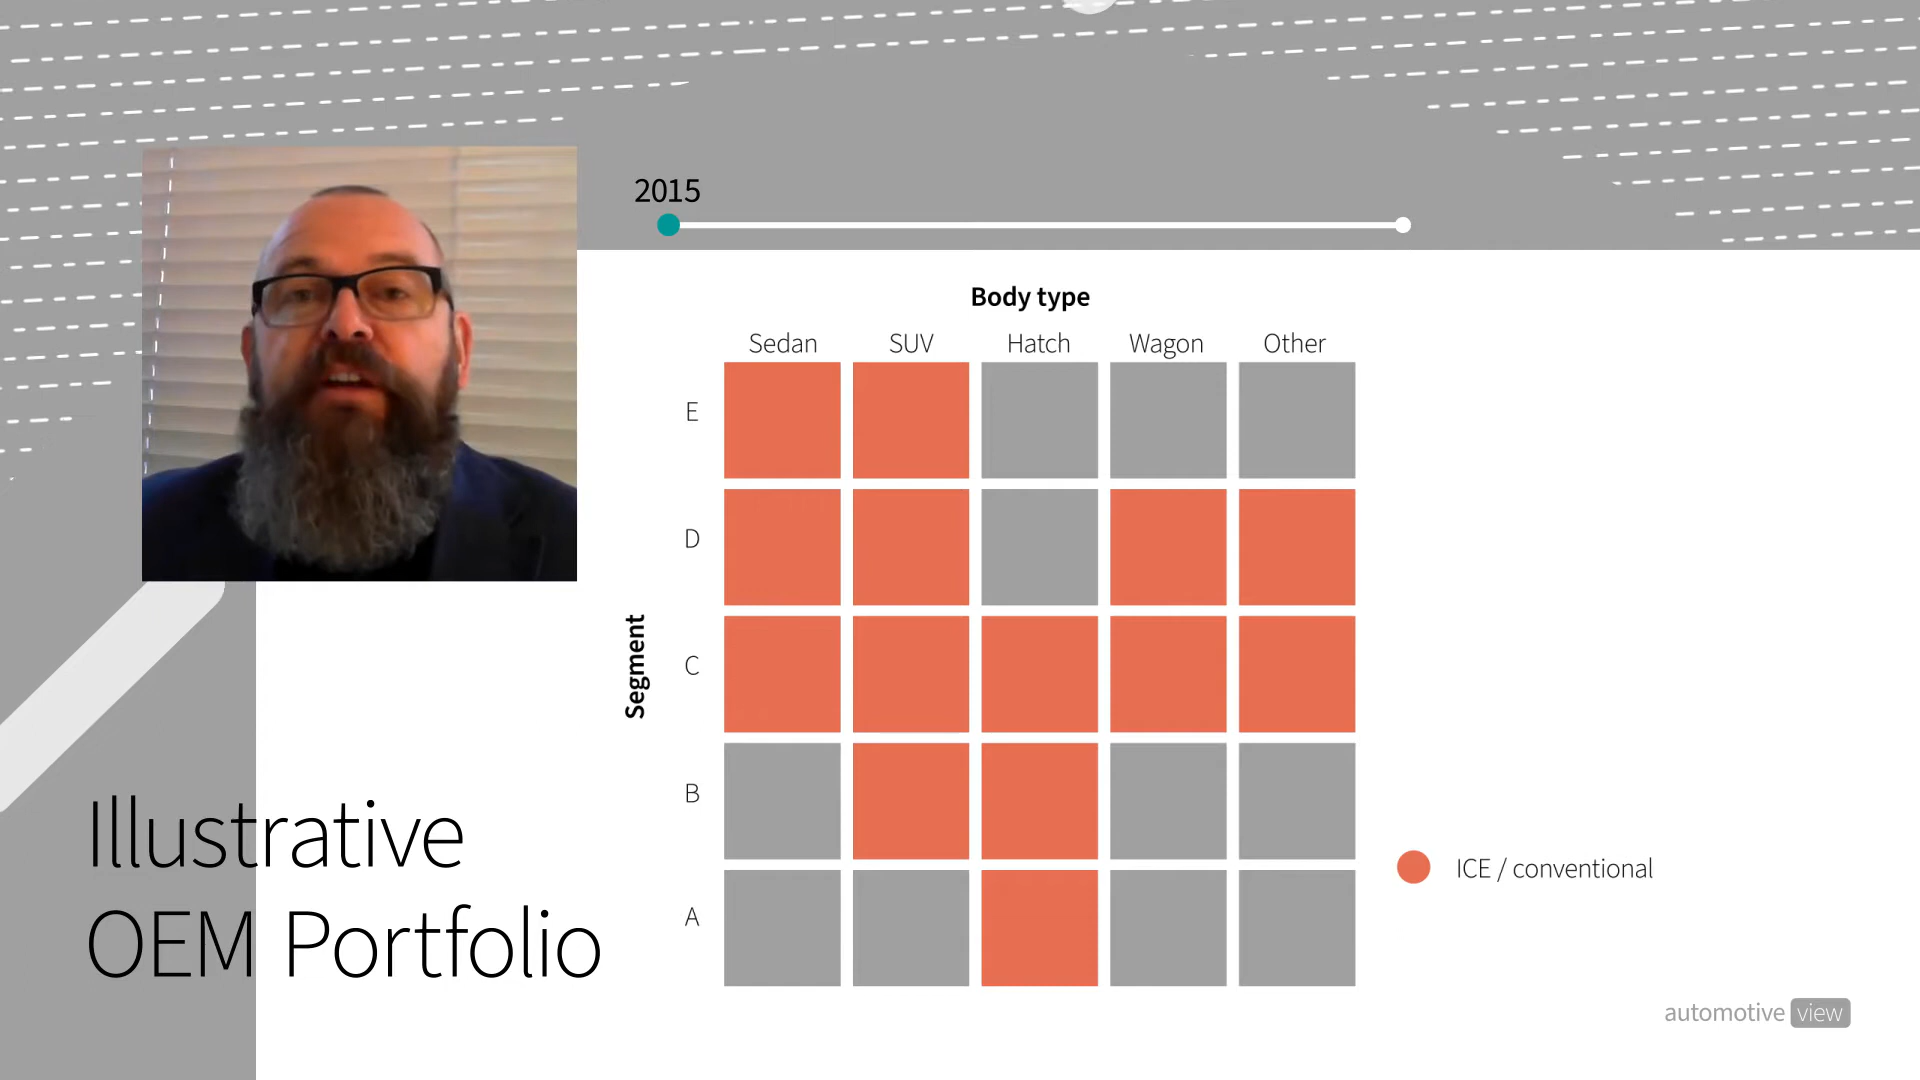 2015
Body type
Sedan SUV Hatch Wagon Other
E
D
Segment
C
B
A
ICE / conventional
Illustrative
OEM Portfolio
automotive view